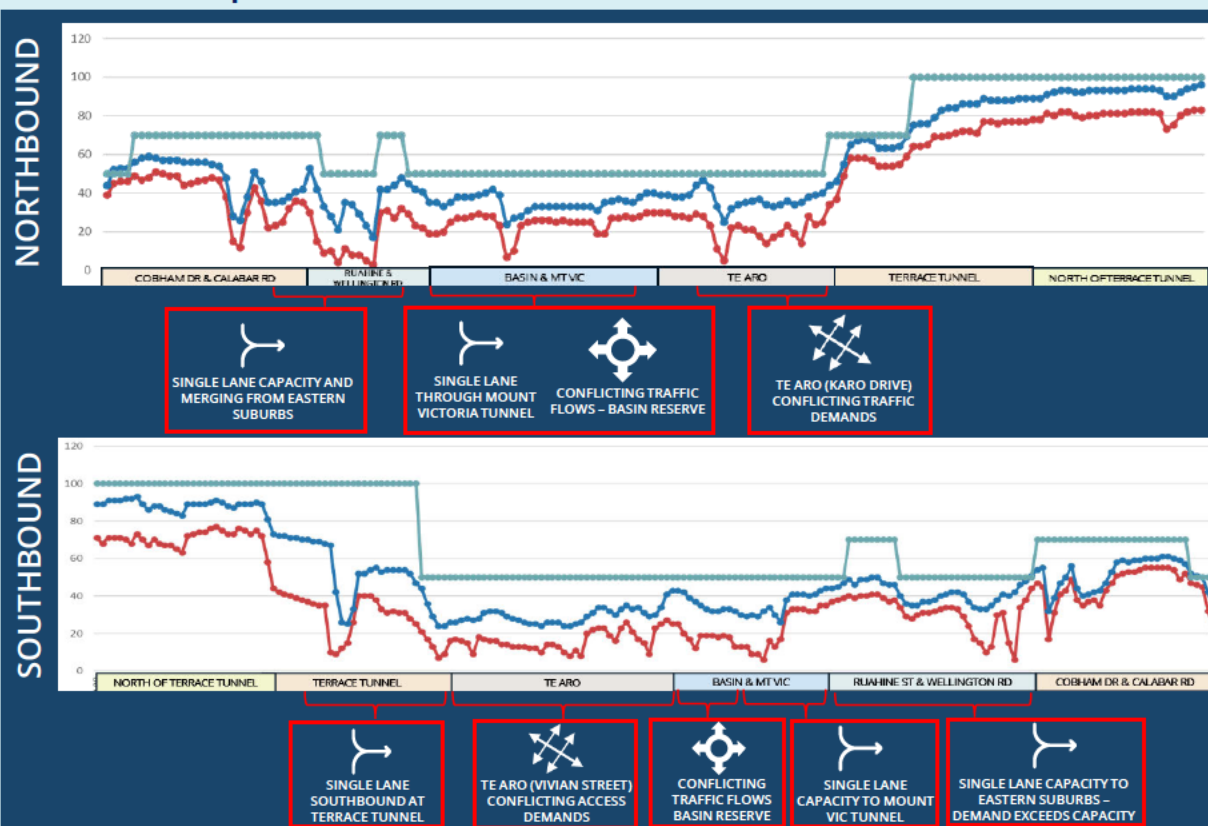 NORTHBOUND
120
100
80
60
40
20
0
COBHAM DR & CALABAR RD
RUAHINE &
WELLINGTON RD
BASIN & MT VIC
TE ARO
TERRACE TUNNEL
NORTH OF TERRACE TUNNEL
SINGLE LANE CAPACITY AND
MERGING FROM EASTERN
SUBURBS
SINGLE LANE
THROUGH MOUNT
VICTORIA TUNNEL
CONFLICTING TRAFFIC
FLOWS – BASIN RESERVE
TE ARO (KARO DRIVE)
CONFLICTING TRAFFIC
DEMANDS
SOUTHBOUND
120
100
80
60
40
20
0
NORTH OF TERRACE TUNNEL
TERRACE TUNNEL
TE ARO
BASIN & MT VIC
RUAHINE ST & WELLINGTON RD
COBHAM DR & CALABAR RD
SINGLE LANE
SOUTHBOUND AT
TERRACE TUNNEL
TE ARO (VIVIAN STREET)
CONFLICTING ACCESS
DEMANDS
CONFLICTING
TRAFFIC FLOWS
BASIN RESERVE
SINGLE LANE
CAPACITY TO MOUNT
VIC TUNNEL
SINGLE LANE CAPACITY TO
EASTERN SUBURBS –
DEMAND EXCEEDS CAPACITY